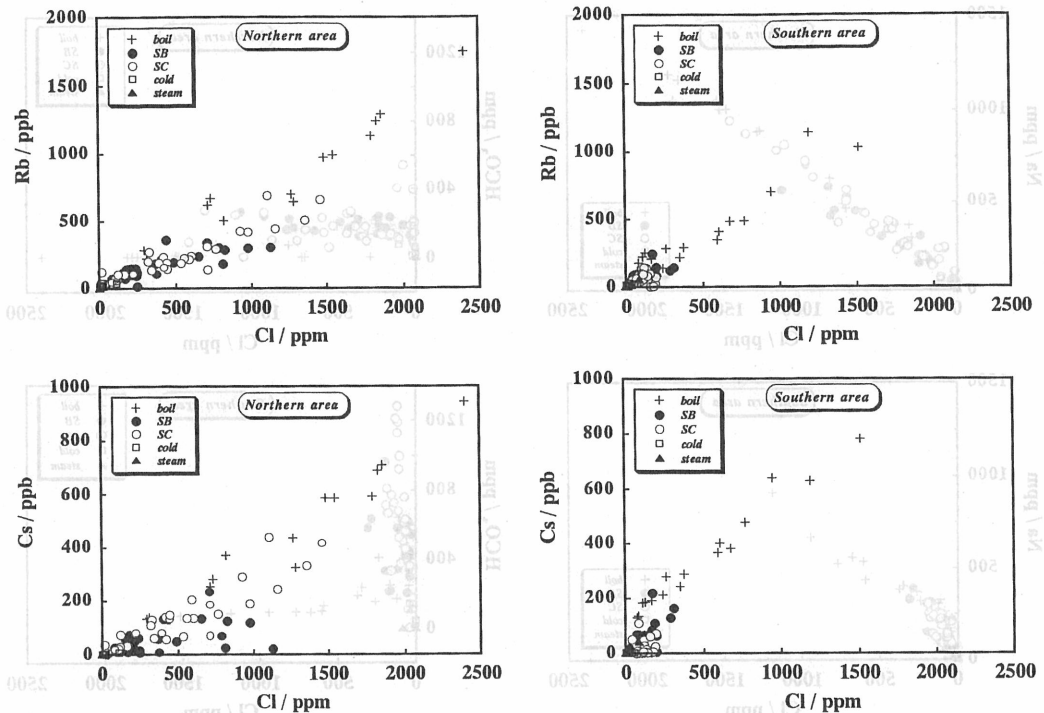 2000
1500
1000
500
0
Rb / ppb
boil
SB
SC
cold
steam
Northern area
0 500 1000 1500 2000 2500
Cl / ppm
2000
1500
1000
500
0
Rb / ppb
boil
SB
SC
cold
steam
Southern area
0 500 1000 1500 2000 2500
Cl / ppm
1000
800
600
400
200
0
Cs / ppb
boil
SB
SC
cold
steam
Northern area
0 500 1000 1500 2000 2500
Cl / ppm
1000
800
600
400
200
0
Cs / ppb
boil
SB
SC
cold
steam
Southern area
0 500 1000 1500 2000 2500
Cl / ppm